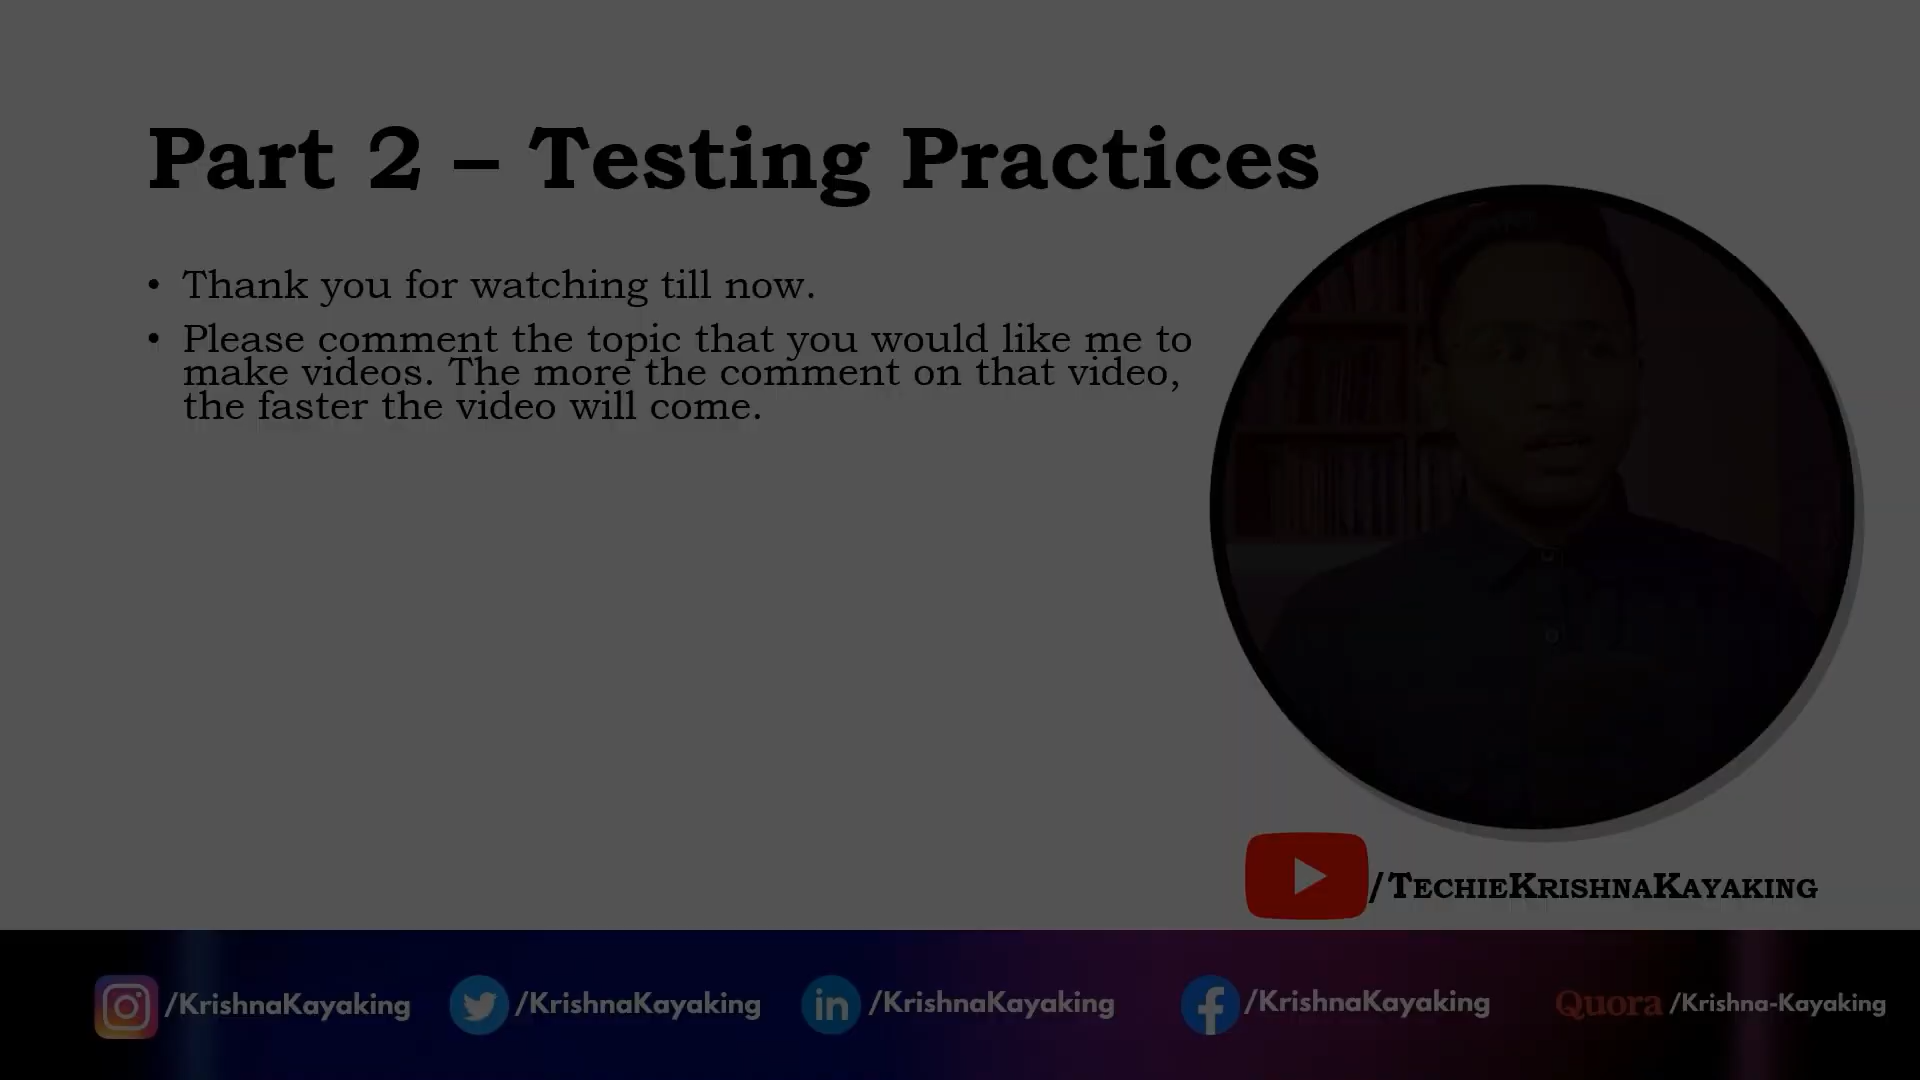 Part 2 – Testing Practices
• Thank you for watching till now.
• Please comment the topic that you would like me to
make videos. The more the comment on that video,
the faster the video will come.
/TECHIEKRISHNAKAYAKING
/KrishnaKayaking
/KrishnaKayaking
in /KrishnaKayaking
/KrishnaKayaking
Quora /Krishna-Kayaking